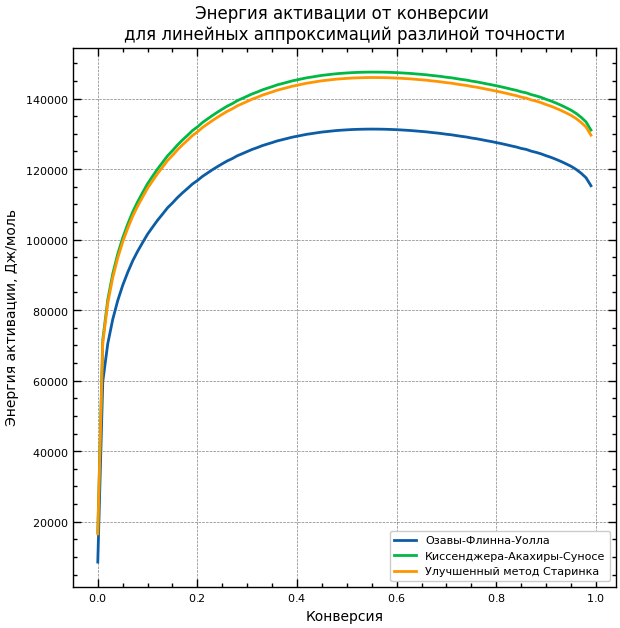 Энергия активации от конверсии
для линейных аппроксимаций разлиной точности
Энергия активации, Дж/моль
140000
120000
100000
80000
60000
40000
20000
0.0
0.2
0.4
0.6
0.8
1.0
Конверсия
Озавы-Флинна-Уолла
Киссенджера-Акахиры-Суносе
Улучшенный метод Старинка